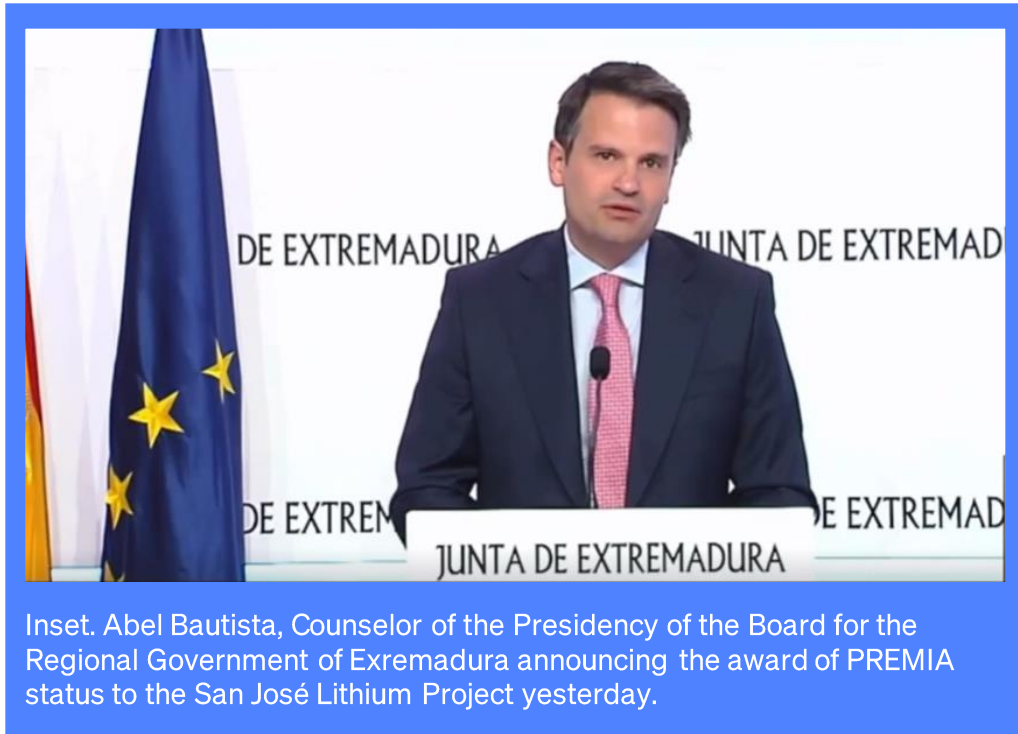 DE EXTREMADURA JUNTA DE EXTREMAD
DE EXTREM DE EXTREMAD
JUNTA DE EXTREMADURA
Inset. Abel Bautista, Counselor of the Presidency of the Board for the
Regional Government of Exremadura announcing the award of PREMIA
status to the San José Lithium Project yesterday.